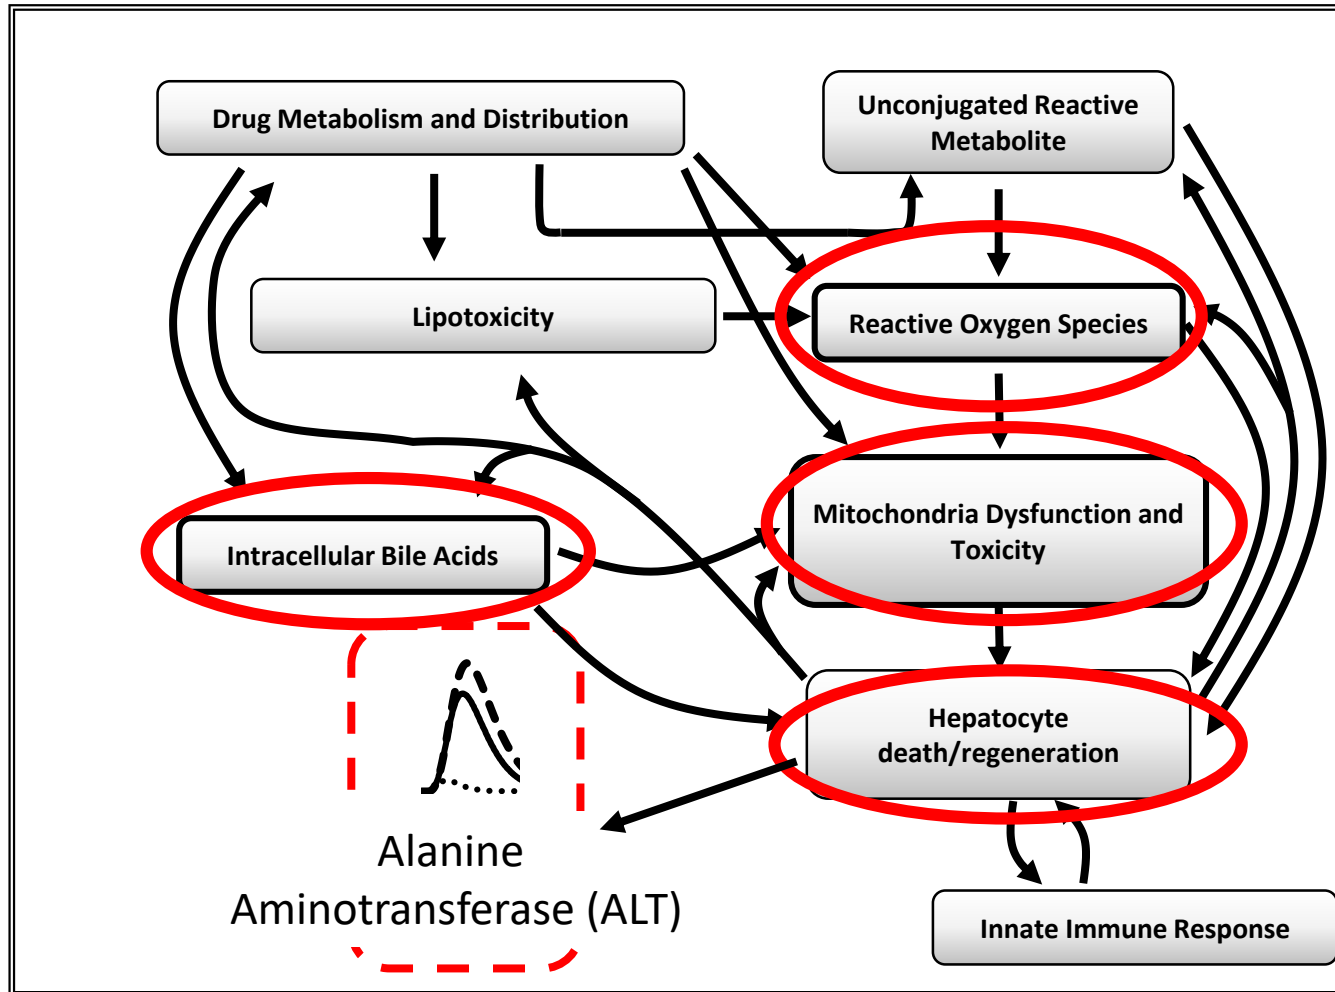 Drug Metabolism and Distribution
Unconjugated Reactive
Metabolite
Lipotoxicity
Reactive Oxygen Species
Mitochondria Dysfunction and
Toxicity
Intracellular Bile Acids
Hepatocyte
death/regeneration
Alanine
Aminotransferase (ALT)
Innate Immune Response